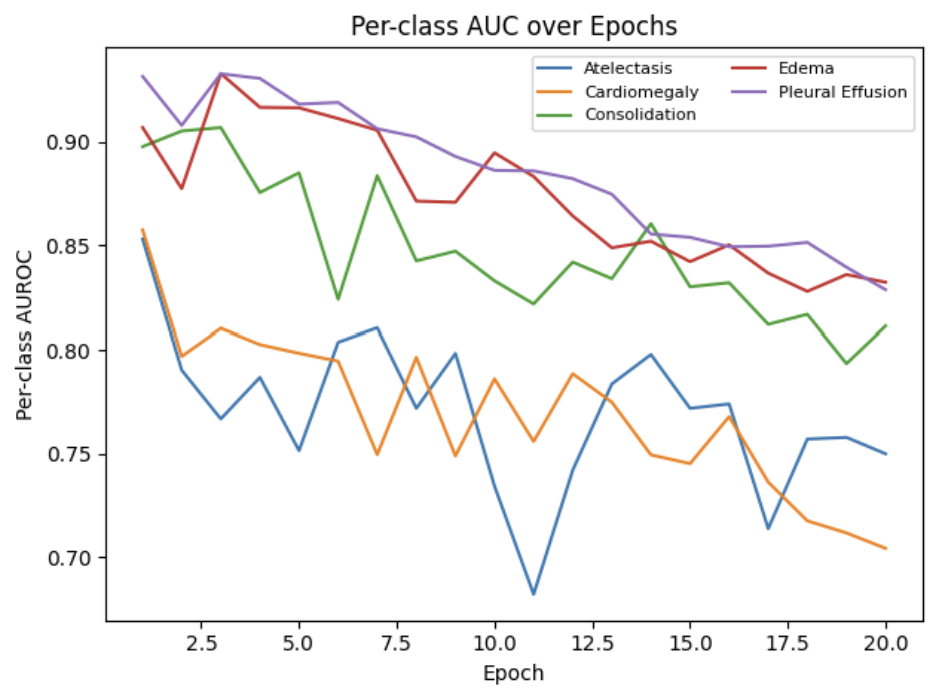 Per-class AUC over Epochs
Atelectasis
Cardiomegaly
Consolidation
Edema
Pleural Effusion
Per-class AUROC
0.90
0.85
0.80
0.75
0.70
2.5 5.0 7.5 10.0 12.5 15.0 17.5 20.0
Epoch